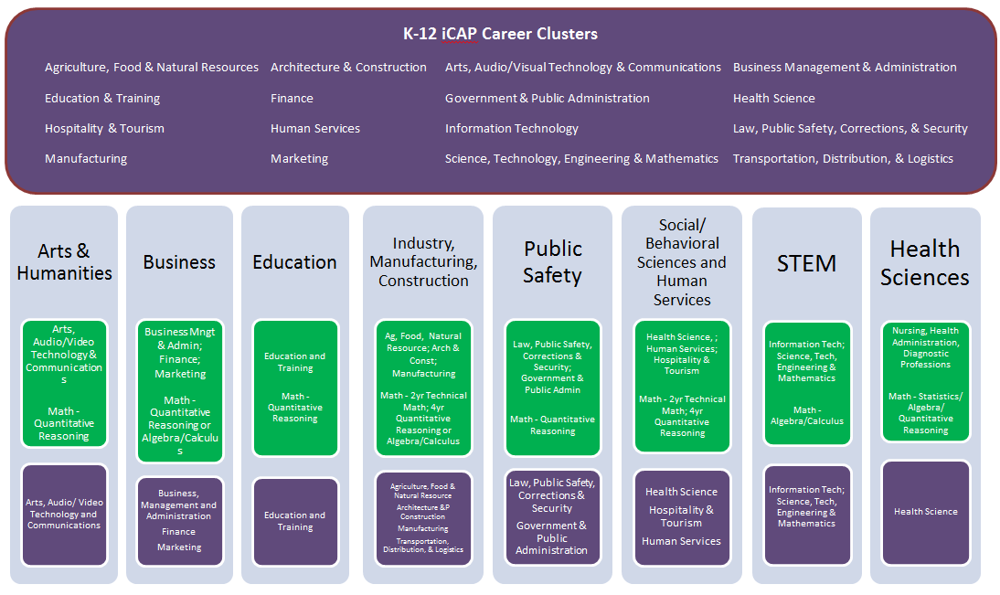 K-12 iCAP Career Clusters
Agriculture, Food & Natural Resources
Architecture & Construction
Arts, Audio/Visual Technology & Communications
Business Management & Administration
Education & Training
Finance
Government & Public Administration
Health Science
Hospitality & Tourism
Human Services
Information Technology
Law, Public Safety, Corrections, & Security
Manufacturing
Marketing
Science, Technology, Engineering & Mathematics
Transportation, Distribution, & Logistics
Arts &
Humanities
Arts,
Audio/Video
Technology &
Communication
s
Math -
Quantitative
Reasoning
Arts, Audio/ Video
Technology and
Communications
Business
Business Mngt
& Admin;
Finance;
Marketing
Math -
Quantitative
Reasoning or
Algebra/Calculu
s
Business,
Management and
Administration
Finance
Marketing
Education
Education and
Training
Math -
Quantitative
Reasoning
Education and
Training
Industry,
Manufacturing,
Construction
Ag, Food, Natural
Resource; Arch &
Const;
Manufacturing
Math - 2yr Technical
Math; 4yr
Quantitative
Reasoning or
Algebra/Calculus
Agriculture, Food &
Natural Resource
Architecture &P
Construction
Manufacturing
Transportation,
Distribution, & Logistics
Public
Safety
Law, Public Safety,
Corrections &
Security;
Government &
Public Admin
Math - Quantitative
Reasoning
Law, Public Safety,
Corrections &
Security
Government &
Public
Administration
Social/
Behavioral
Sciences and
Human
Services
Health Science, ;
Human Services;
Hospitality &
Tourism
Math - 2yr Technical
Math; 4yr
Quantitative
Reasoning
Health Science
Hospitality &
Tourism
Human Services
STEM
Information Tech;
Science, Tech,
Engineering &
Mathematics
Math -
Algebra/Calculus
Information Tech;
Science, Tech,
Engineering &
Mathematics
Health
Sciences
Nursing, Health
Administration,
Diagnostic
Professions
Math - Statistics/
Algebra/
Quantitative
Reasoning
Health Science